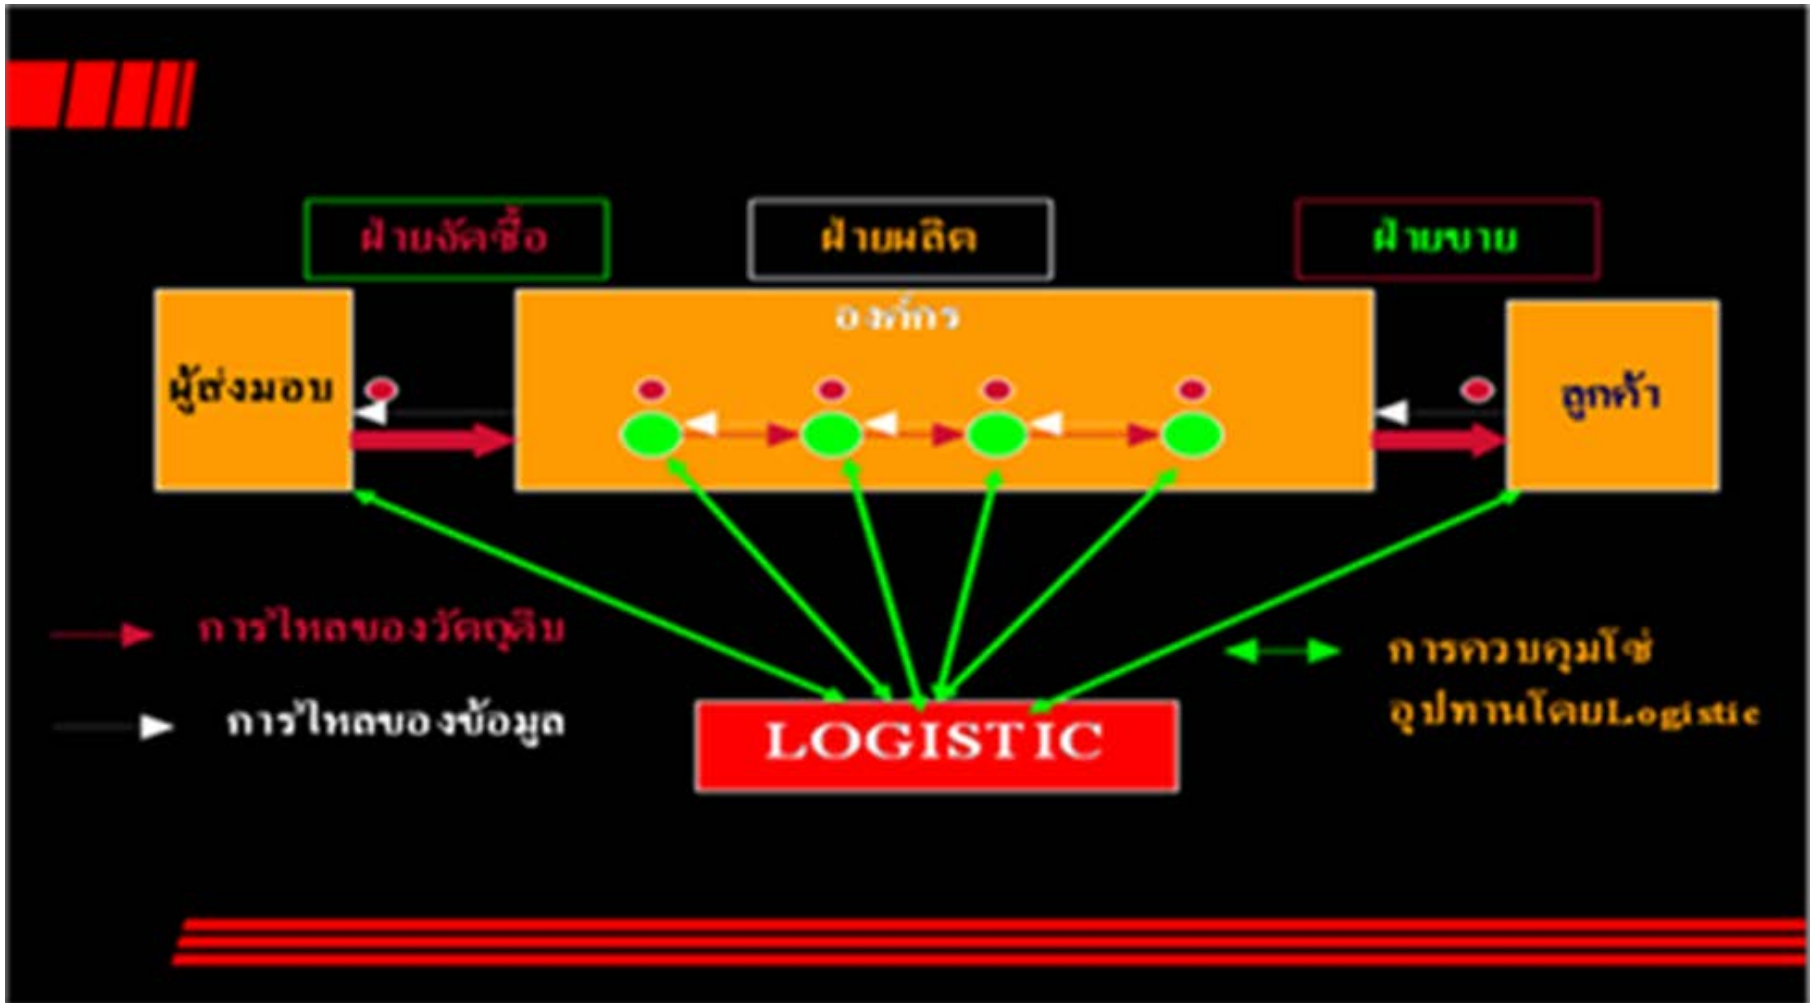 ฝ่ายจัดซื้อ
ฝ่ายผลิต
ฝ่ายขาย
องค์กร
ผู้ส่งมอบ
ลูกค้า
การไหลของวัตถุดิบ
การไหลของข้อมูล
การควบคุมโซ่
อุปทานโดยLogistic
LOGISTIC